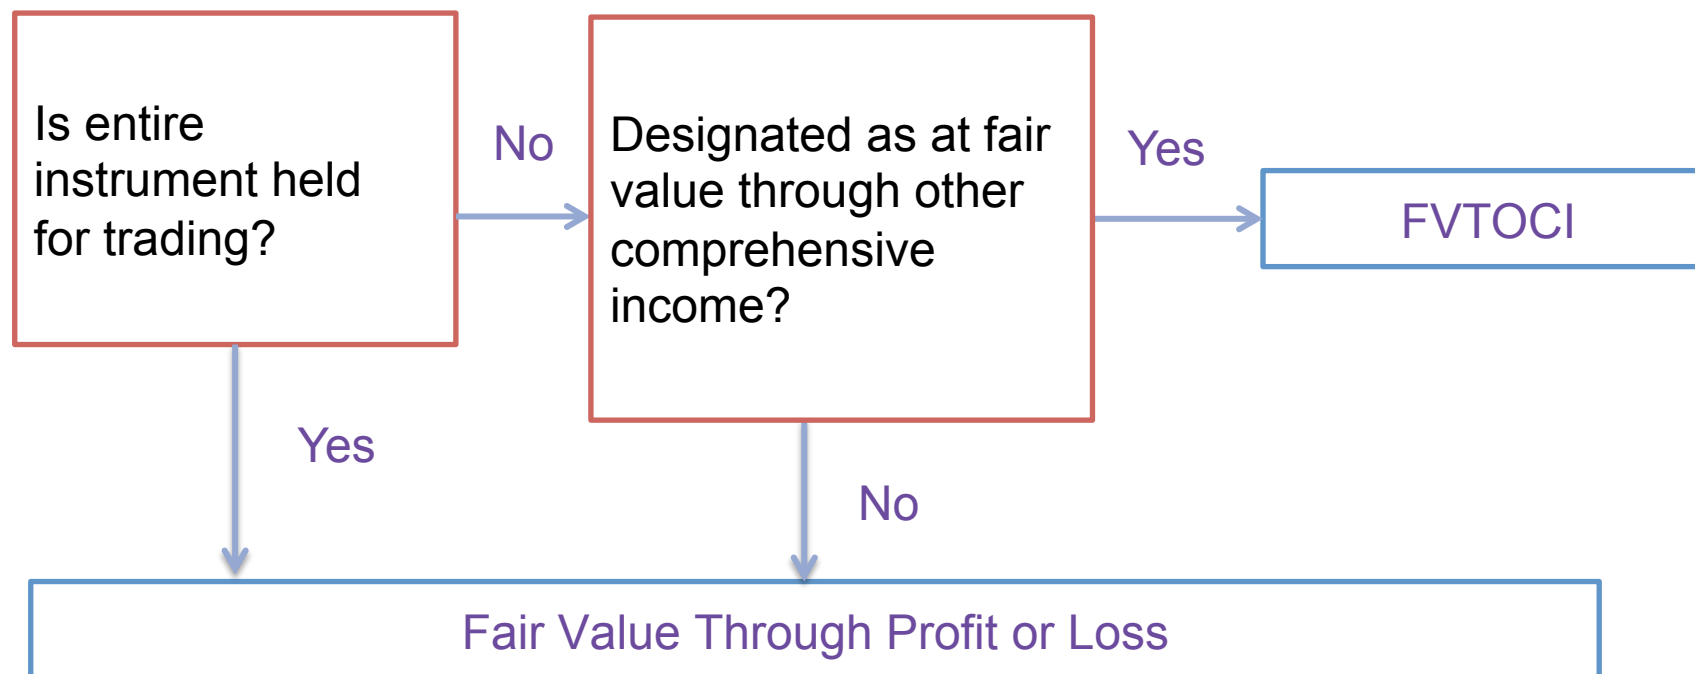 Is entire
instrument held
for trading?
No
Designated as at fair
value through other
comprehensive
income?
Yes
FVTOCI
Yes
No
Fair Value Through Profit or Loss